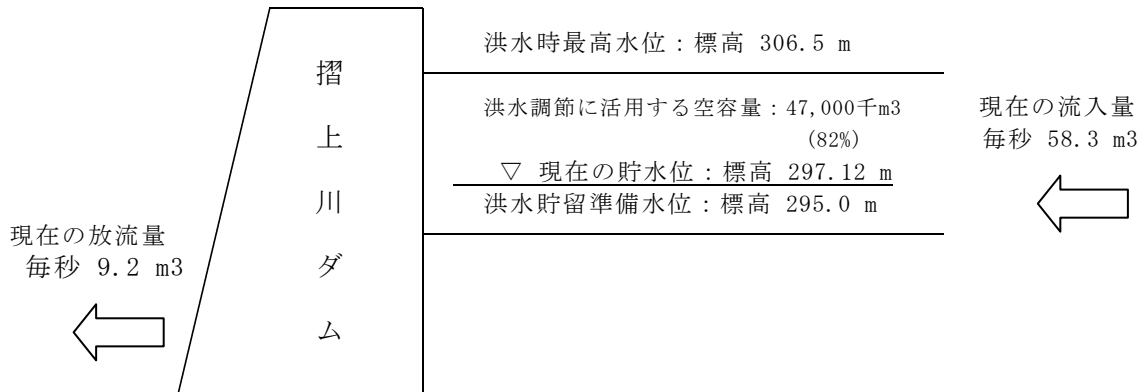 洪水時最高水位：標高 306.5 m
摺上川ダム
洪水調節に活用する空容量：47,000千m3
(82%)
▽ 現在の貯水位：標高 297.12 m
洪水貯留準備水位：標高 295.0 m
現在の流入量
毎秒 58.3 m3
現在の放流量
毎秒 9.2 m3